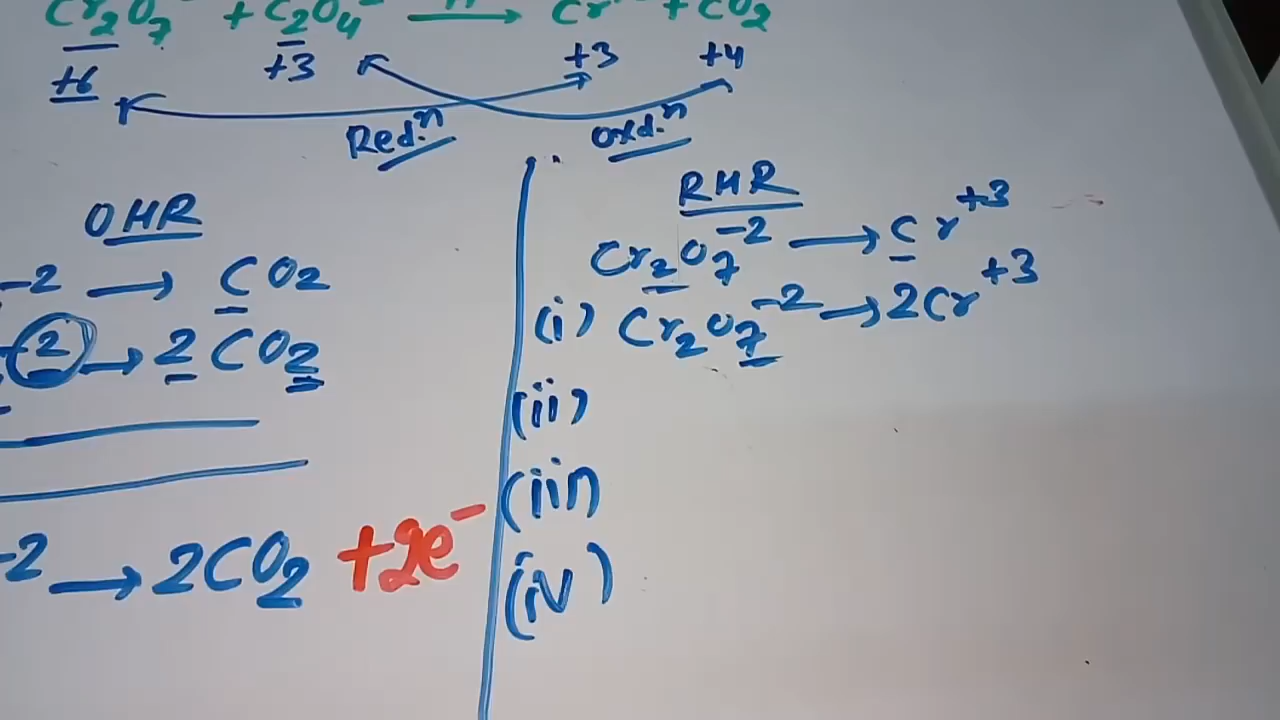 Cr2O7 + C2O4 → Cr + CO2
+6 +3 +3 +4
Red.n Oxd.n
OHR
-2 → CO2
2 → 2CO2
-2 → 2CO2 +2e-
RHR
Cr2O7-2 → Cr+3
(i) Cr2O7-2 → 2Cr+3
(ii)
(iii)
(iv)